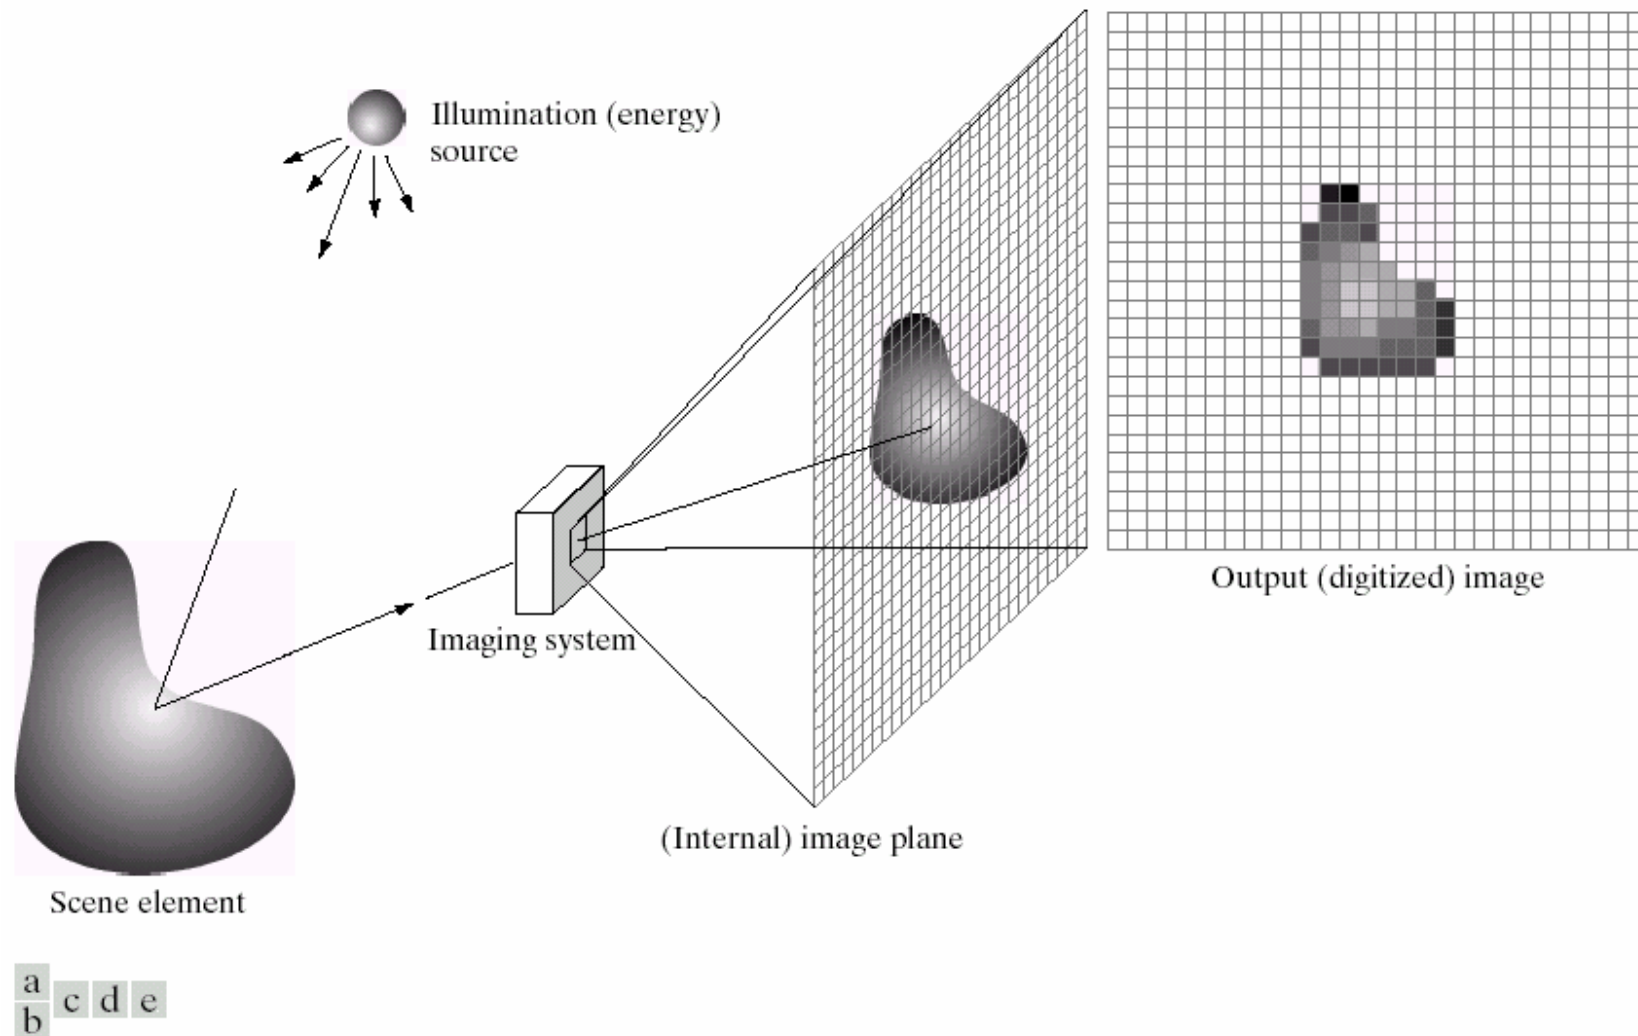 Illumination (energy)
source
Output (digitized) image
Imaging system
(Internal) image plane
Scene element
a
b
c d e